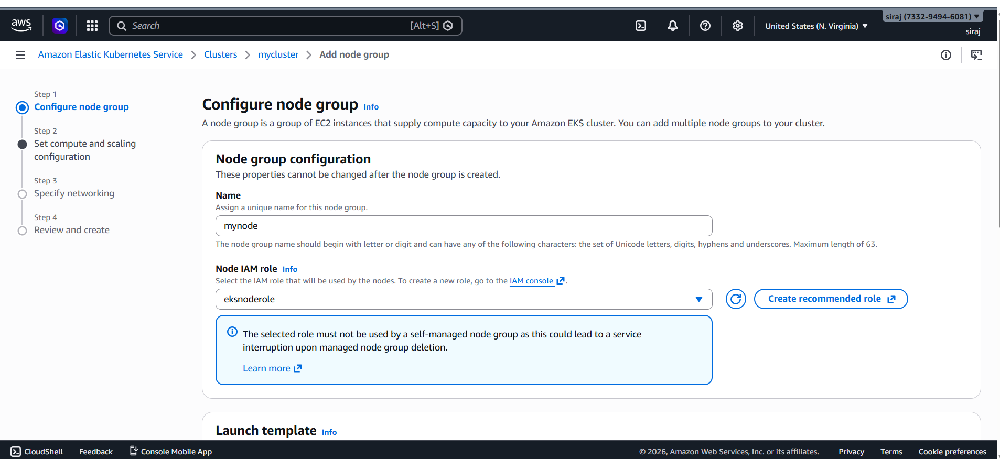 aws
Search
[Alt+S]
United States (N. Virginia)
siraj (7332-9494-6081)
siraj
Amazon Elastic Kubernetes Service
Clusters
mycluster
Add node group
Step 1
Configure node group
Step 2
Set compute and scaling
configuration
Step 3
Specify networking
Step 4
Review and create
Configure node group Info
A node group is a group of EC2 instances that supply compute capacity to your Amazon EKS cluster. You can add multiple node groups to your cluster.
Node group configuration
These properties cannot be changed after the node group is created.
Name
Assign a unique name for this node group.
mynode
The node group name should begin with letter or digit and can have any of the following characters: the set of Unicode letters, digits, hyphens and underscores. Maximum length of 63.
Node IAM role Info
Select the IAM role that will be used by the nodes. To create a new role, go to the IAM console.
eksnoderole
Create recommended role
The selected role must not be used by a self-managed node group as this could lead to a service
interruption upon managed node group deletion.
Learn more
Launch template Info
CloudShell
Feedback
Console Mobile App
© 2026, Amazon Web Services, Inc. or its affiliates.
Privacy
Terms
Cookie preferences